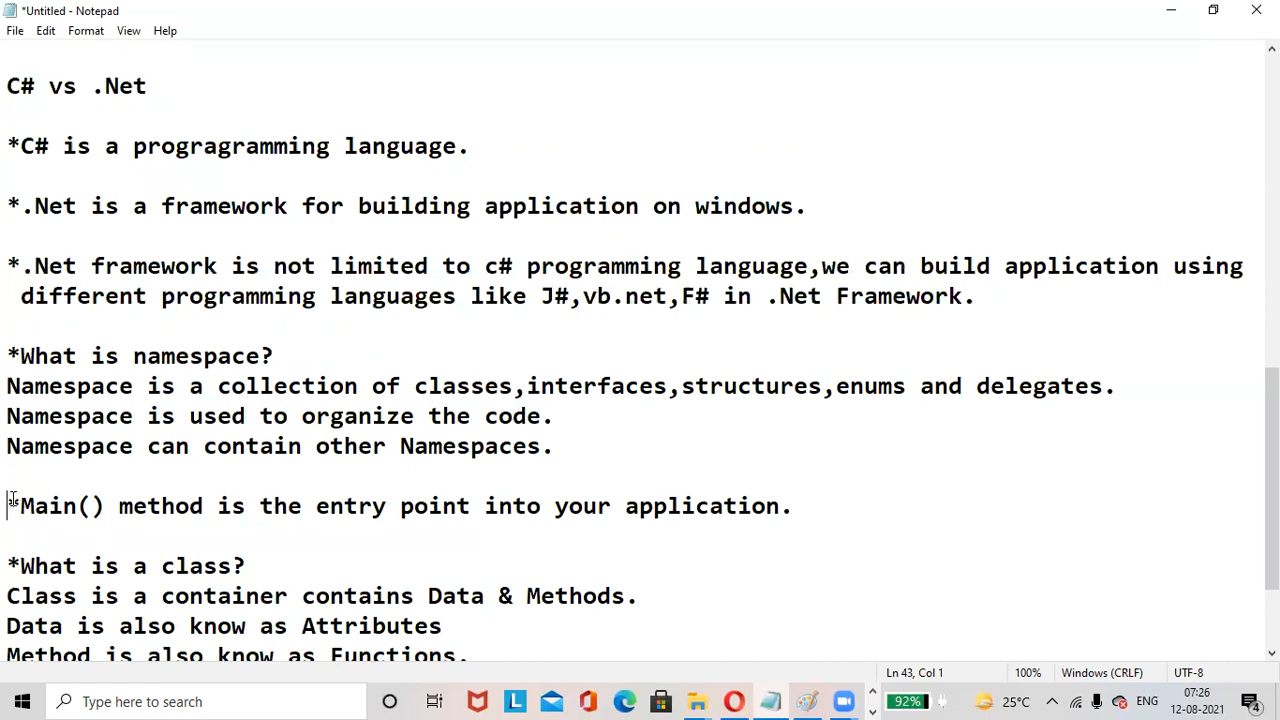 *Untitled - Notepad
File Edit Format View Help
C# vs .Net
*C# is a progragramming language.
*.Net is a framework for building application on windows.
*.Net framework is not limited to c# programming language,we can build application using
different programming languages like J#,vb.net,F# in .Net Framework.
*What is namespace?
Namespace is a collection of classes,interfaces,structures,enums and delegates.
Namespace is used to organize the code.
Namespace can contain other Namespaces.
*Main() method is the entry point into your application.
*What is a class?
Class is a container contains Data & Methods.
Data is also know as Attributes
Method is also know as Functions.
Ln 43, Col 1 100% Windows (CRLF) UTF-8
Type here to search 92% 25°C ENG 07:26
12-08-2021 4